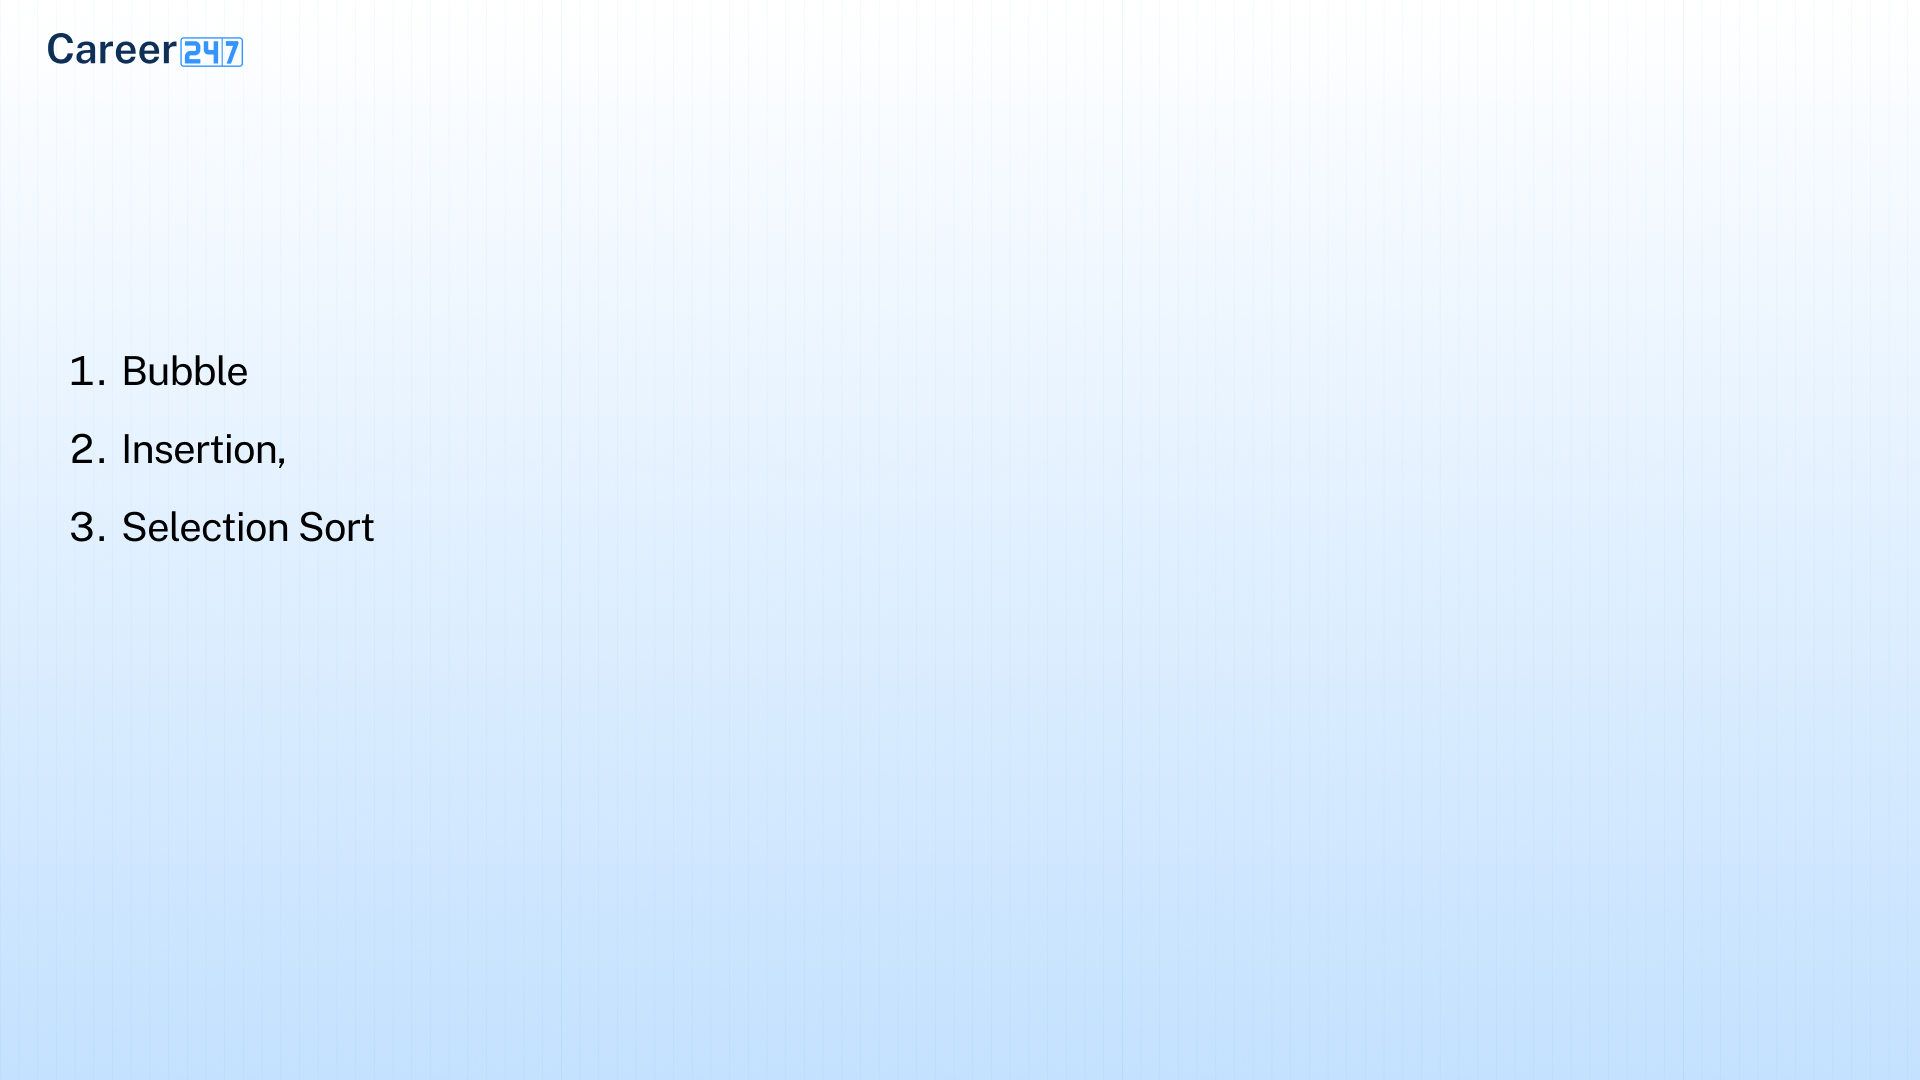 Career247
1. Bubble
2. Insertion,
3. Selection Sort